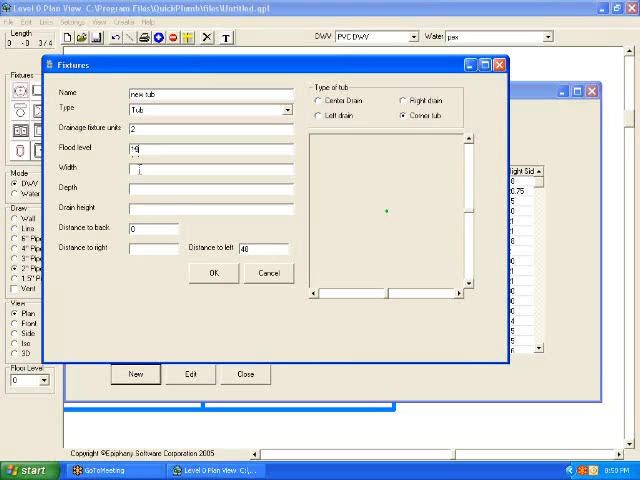 Level 0 Plan View C:\Program Files\QuickPlumb\files\Untitled.qpl
File Edit Lists Settings View Create Help
Length
0 - 0 3/4
DWV PVC DWV Water pex
Fixtures
Fixtures
Name new tub
Type Tub
Drainage fixture units 2
Flood level 19
Width
Depth
Drain height
Distance to back 0
Distance to right Distance to left 48
OK Cancel
Type of tub
Center Drain Right drain
Left drain Corner tub
Mode
DWV
Water
Draw
Wall
Line
6" Pipe
4" Pipe
3" Pipe
2" Pipe
1.5" Pipe
Vent
View
Plan
Front
Side
Iso
3D
Floor Level
0
New Edit Close
Copyright ©Epiphany Software Corporation 2005
start GoToMeeting Level 0 Plan View C:\... 8:50 PM